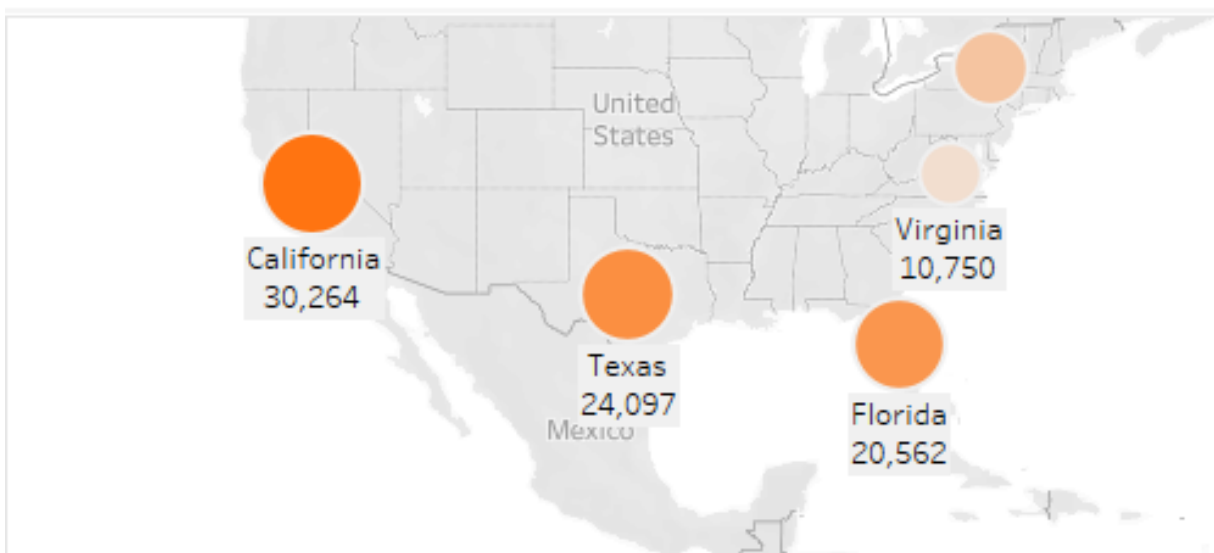 United
States
Virginia
10,750
California
30,264
Texas
24,097
Florida
20,562
Mexico